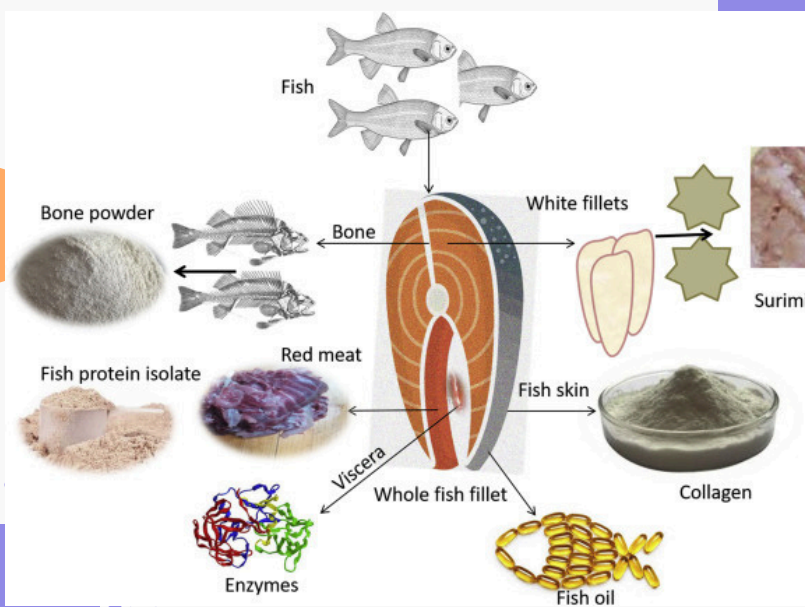 Fish
White fillets
Bone powder
Bone
Surim
Red meat
Fish protein isolate
Fish skin
Viscera
Whole fish fillet
Collagen
Enzymes
Fish oil